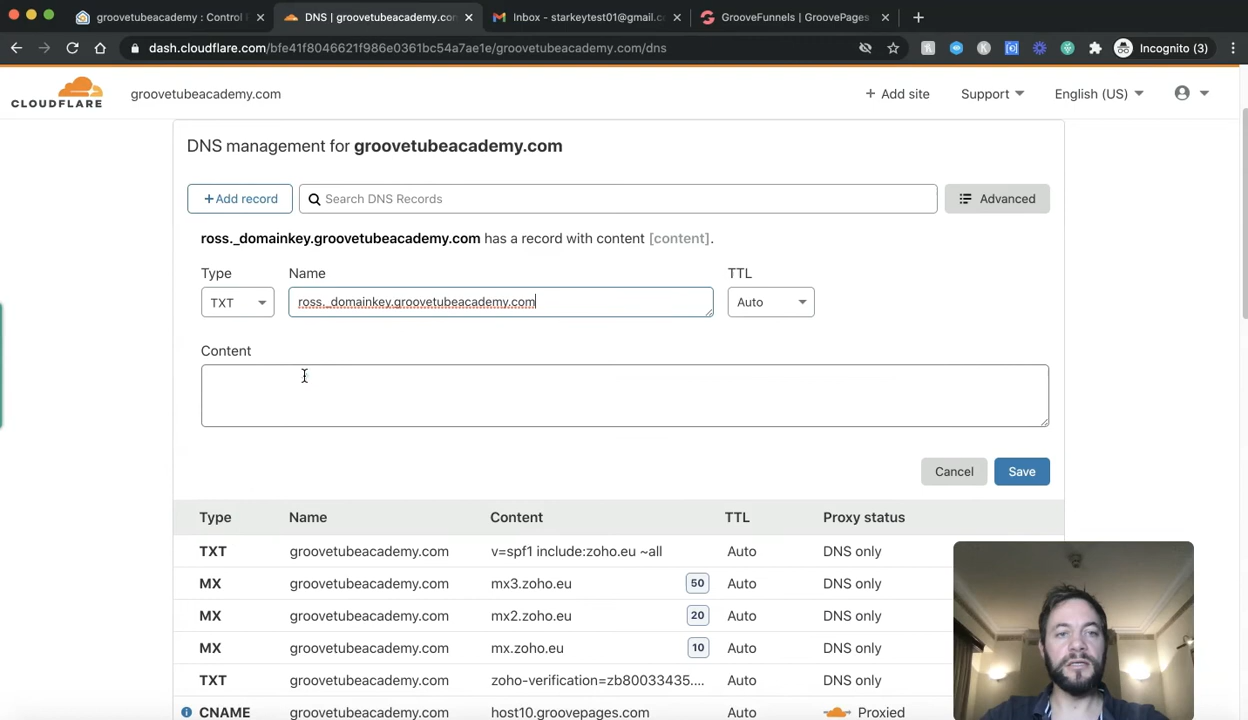 groovetubeacademy : Control
DNS | groovetubeacademy.com
Inbox - starkeytest01@gmail.c
GrooveFunnels | GroovePages
dash.cloudflare.com/bfe41f8046621f986e0361bc54a7ae1e/groovetubeacademy.com/dns
Incognito (3)
CLOUDFLARE
groovetubeacademy.com
+ Add site
Support
English (US)
DNS management for groovetubeacademy.com
+Add record
Search DNS Records
Advanced
ross._domainkey.groovetubeacademy.com has a record with content [content].
Type
Name
TTL
TXT
ross._domainkey.groovetubeacademy.com
Auto
Content
Cancel
Save
Type Name Content TTL Proxy status
TXT groovetubeacademy.com v=spf1 include:zoho.eu ~all Auto DNS only
MX groovetubeacademy.com mx3.zoho.eu 50 Auto DNS only
MX groovetubeacademy.com mx2.zoho.eu 20 Auto DNS only
MX groovetubeacademy.com mx.zoho.eu 10 Auto DNS only
TXT groovetubeacademy.com zoho-verification=zb80033435.... Auto DNS only
CNAME groovetubeacademy.com host10.groovepages.com Auto Proxied